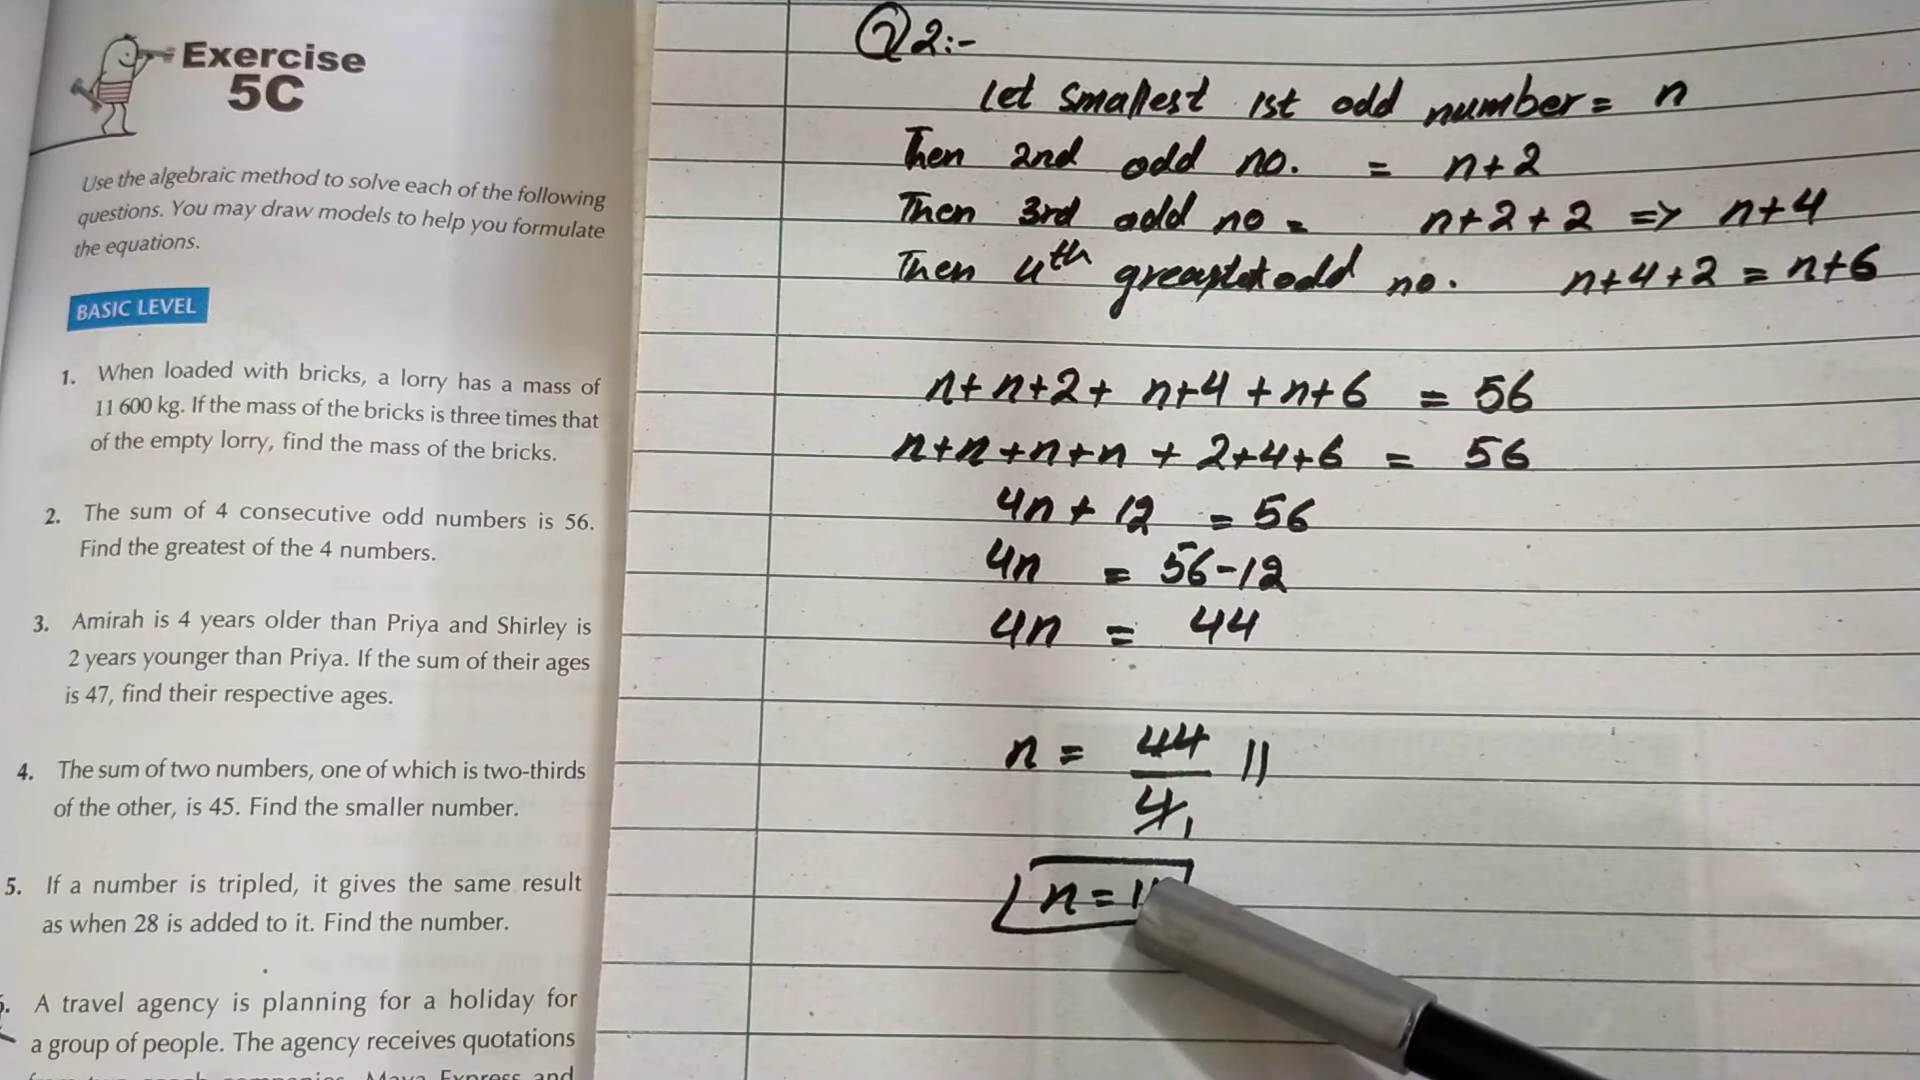 Exercise
5C
Use the algebraic method to solve each of the following
questions. You may draw models to help you formulate
the equations.
BASIC LEVEL
1. When loaded with bricks, a lorry has a mass of
11 600 kg. If the mass of the bricks is three times that
of the empty lorry, find the mass of the bricks.
2. The sum of 4 consecutive odd numbers is 56.
Find the greatest of the 4 numbers.
3. Amirah is 4 years older than Priya and Shirley is
2 years younger than Priya. If the sum of their ages
is 47, find their respective ages.
4. The sum of two numbers, one of which is two-thirds
of the other, is 45. Find the smaller number.
5. If a number is tripled, it gives the same result
as when 28 is added to it. Find the number.
A travel agency is planning for a holiday for
a group of people. The agency receives quotations
Maya Express and
Q2:-
Let smallest 1st odd number = n
Then 2nd odd no. = n+2
Then 3rd odd no = n+2+2 => n+4
Then 4th odd no. n+4+2 = n+6
n+n+2+ n+4+n+6 = 56
n+n+n+n + 2+4+6 = 56
4n + 12 = 56
4n = 56-12
4n = 44
n = 44 11
4 1
n =